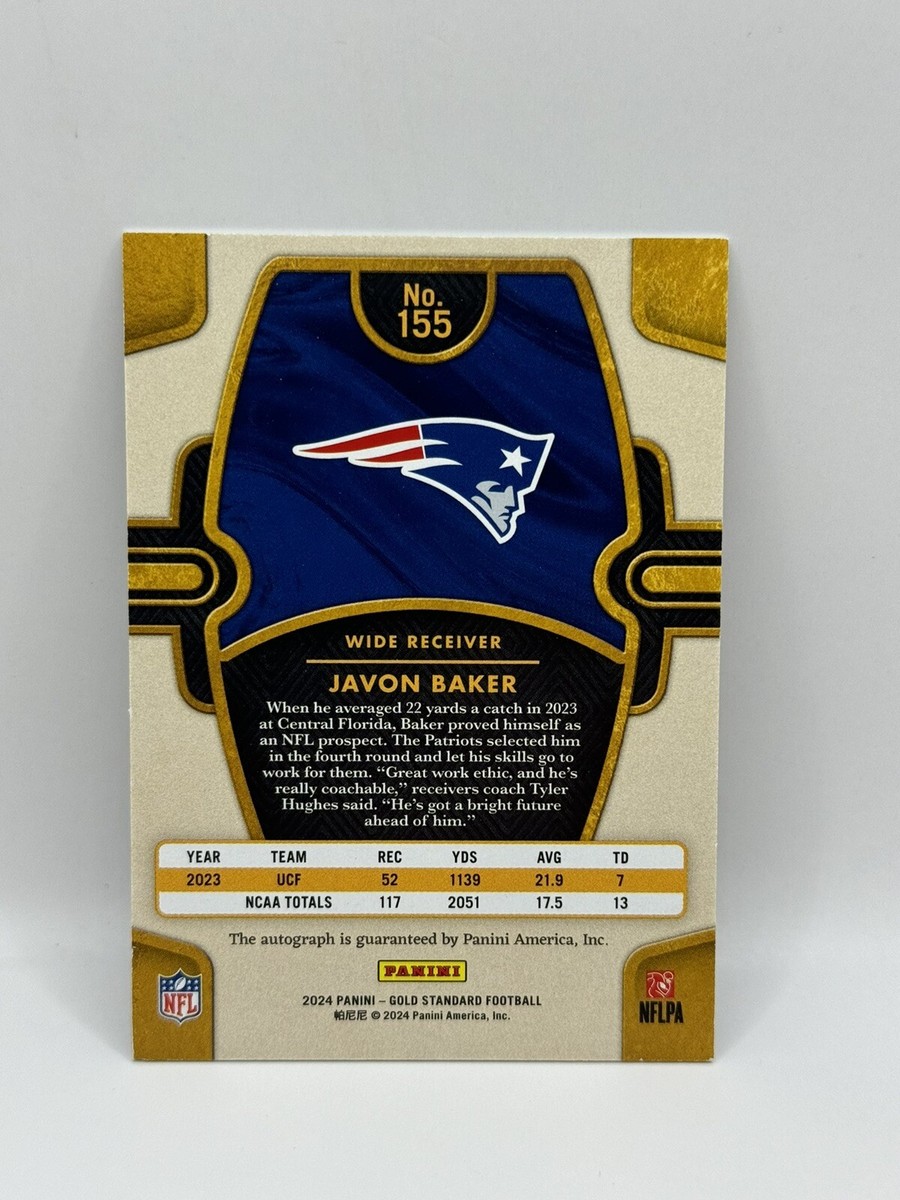 No.
155
WIDE RECEIVER
JAVON BAKER
When he averaged 22 yards a catch in 2023
at Central Florida, Baker proved himself as
an NFL prospect. The Patriots selected him
in the fourth round and let his skills go to
work for them. “Great work ethic, and he’s
really coachable,” receivers coach Tyler
Hughes said. “He’s got a bright future
ahead of him.”
YEAR TEAM REC YDS AVG TD
2023 UCF 52 1139 21.9 7
NCAA TOTALS 117 2051 17.5 13
The autograph is guaranteed by Panini America, Inc.
PANINI
NFL
2024 PANINI – GOLD STANDARD FOOTBALL
帕尼尼 © 2024 Panini America, Inc.
NFLPA